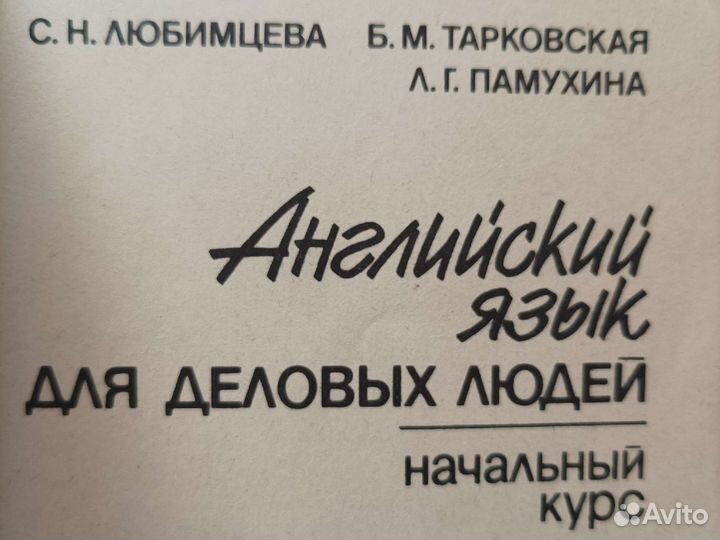 С. Н. ЛЮБИМЦЕВА Б. М. ТАРКОВСКАЯ
Л. Г. ПАМУХИНА
Английский
язык
ДЛЯ ДЕЛОВЫХ ЛЮДЕЙ
начальный
курс
Avito